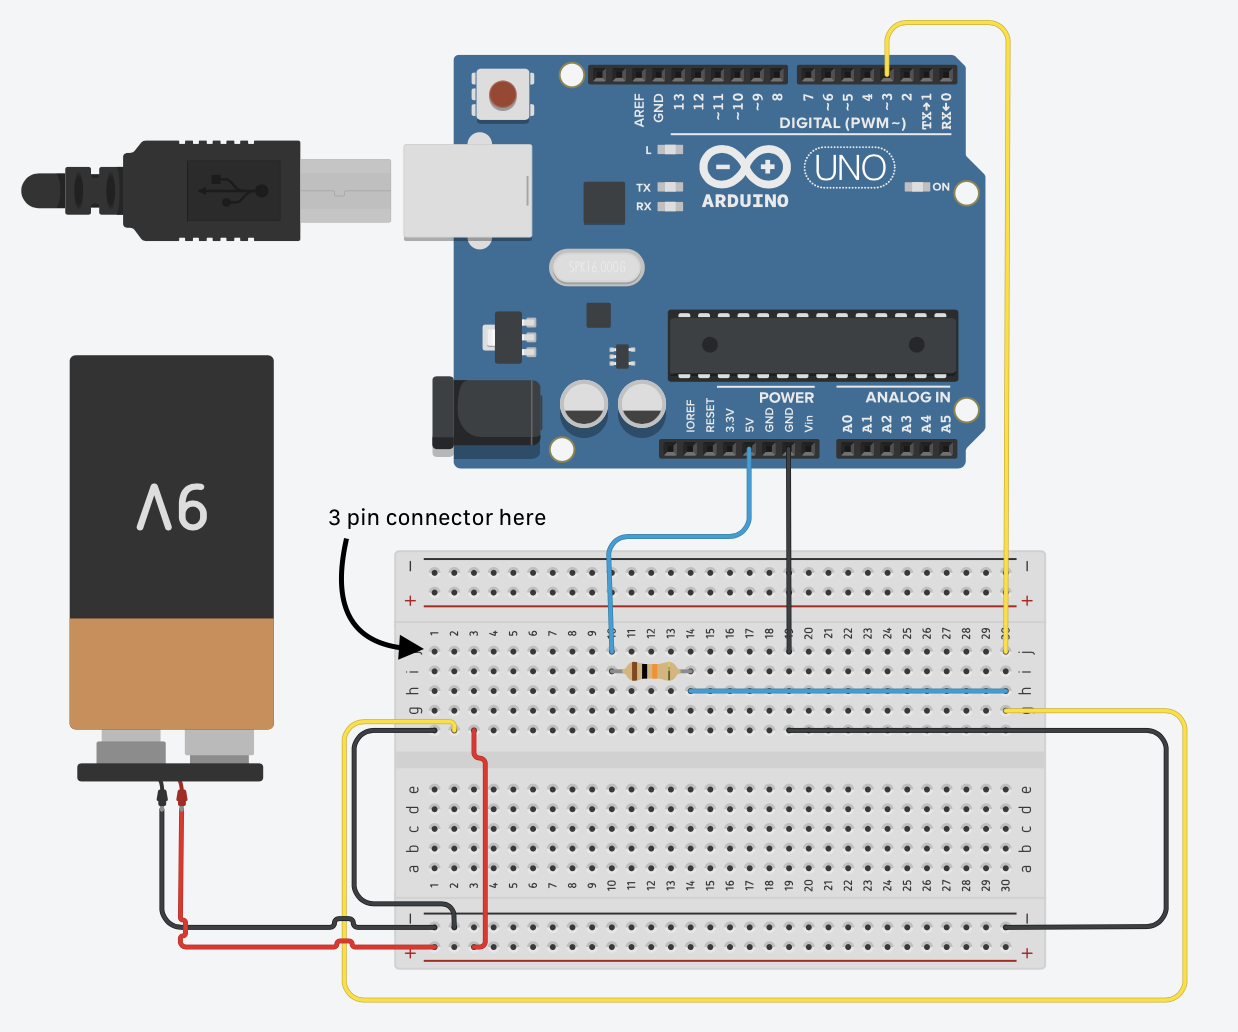 AREF
GND
13
12
~11
~10
~9
8
7
~6
~5
4
~3
2
TX→1
RX←0
DIGITAL (PWM~)
L
TX
RX
ARDUINO
UNO
ON
SPK16.000G
POWER
ANALOG IN
IOREF
RESET
3.3V
5V
GND
GND
Vin
A0
A1
A2
A3
A4
A5
9V
3 pin connector here
− −
+ +
1 2 3 4 5 6 7 8 9 10 11 12 13 14 15 16 17 18 19 20 21 22 23 24 25 26 27 28 29 30
j j
i i
h h
g g
e e
d d
c c
b b
a a
1 2 3 4 5 6 7 8 9 10 11 12 13 14 15 16 17 18 19 20 21 22 23 24 25 26 27 28 29 30
− −
+ +